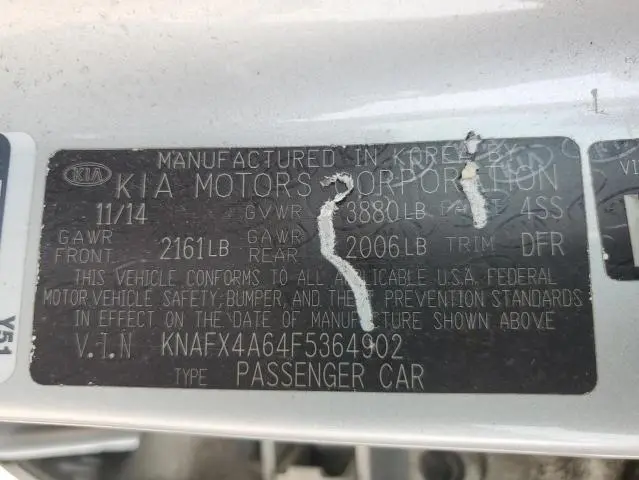 MANUFACTURED IN KOREA BY
KIA KIA MOTORS CORPORATION
11/14 GVWR 3880LB 4SS
GAWR FRONT 2161LB GAWR REAR 2006LB TRIM DFR
THIS VEHICLE CONFORMS TO ALL APPLICABLE U.S.A. FEDERAL
MOTOR VEHICLE SAFETY, BUMPER, AND THEFT PREVENTION STANDARDS
IN EFFECT ON THE DATE OF MANUFACTURE SHOWN ABOVE.
V.I.N KNAFX4A64F5364902
TYPE PASSENGER CAR
Y51
V1